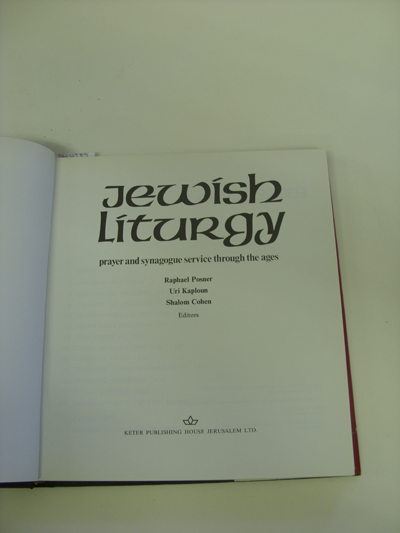 Jewish
Liturgy
prayer and synagogue service through the ages
Raphael Posner
Uri Kaploun
Shalom Cohen
Editors
KETER PUBLISHING HOUSE JERUSALEM LTD.